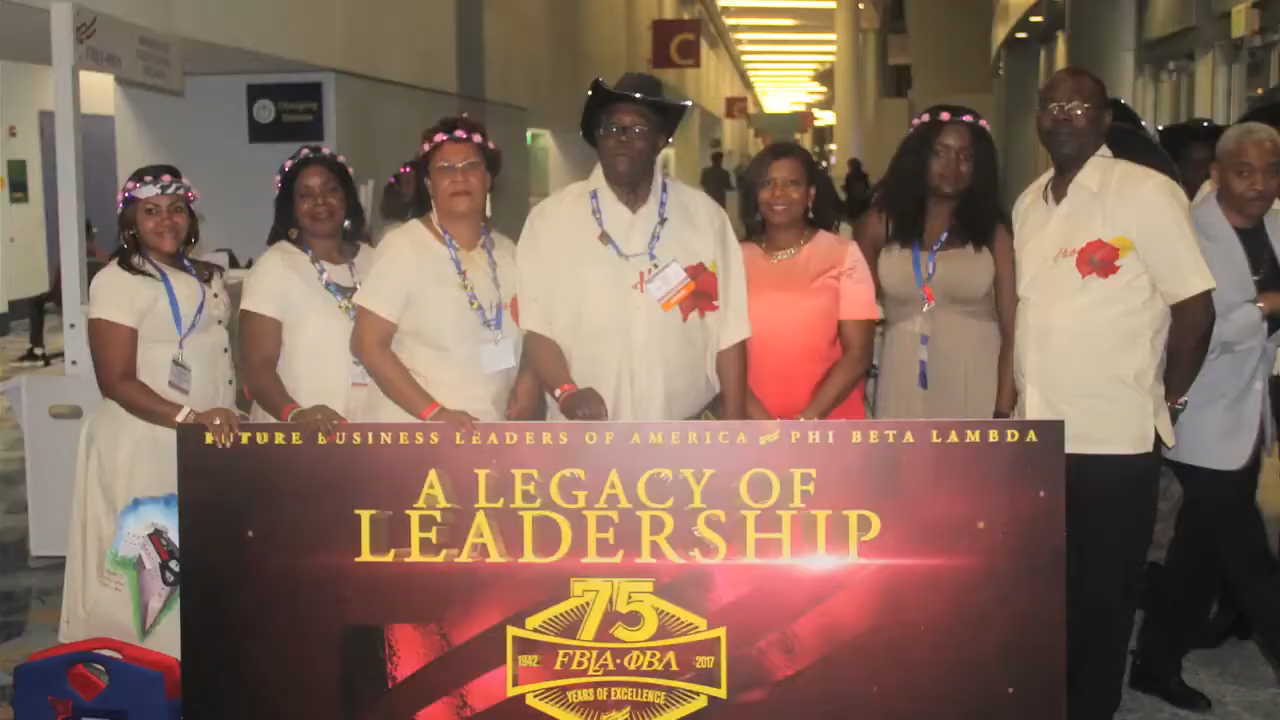 C
FUTURE BUSINESS LEADERS OF AMERICA PHI BETA LAMBDA
A LEGACY OF
LEADERSHIP
75
1942 FBLA·ΦΒΛ 2017
YEARS OF EXCELLENCE